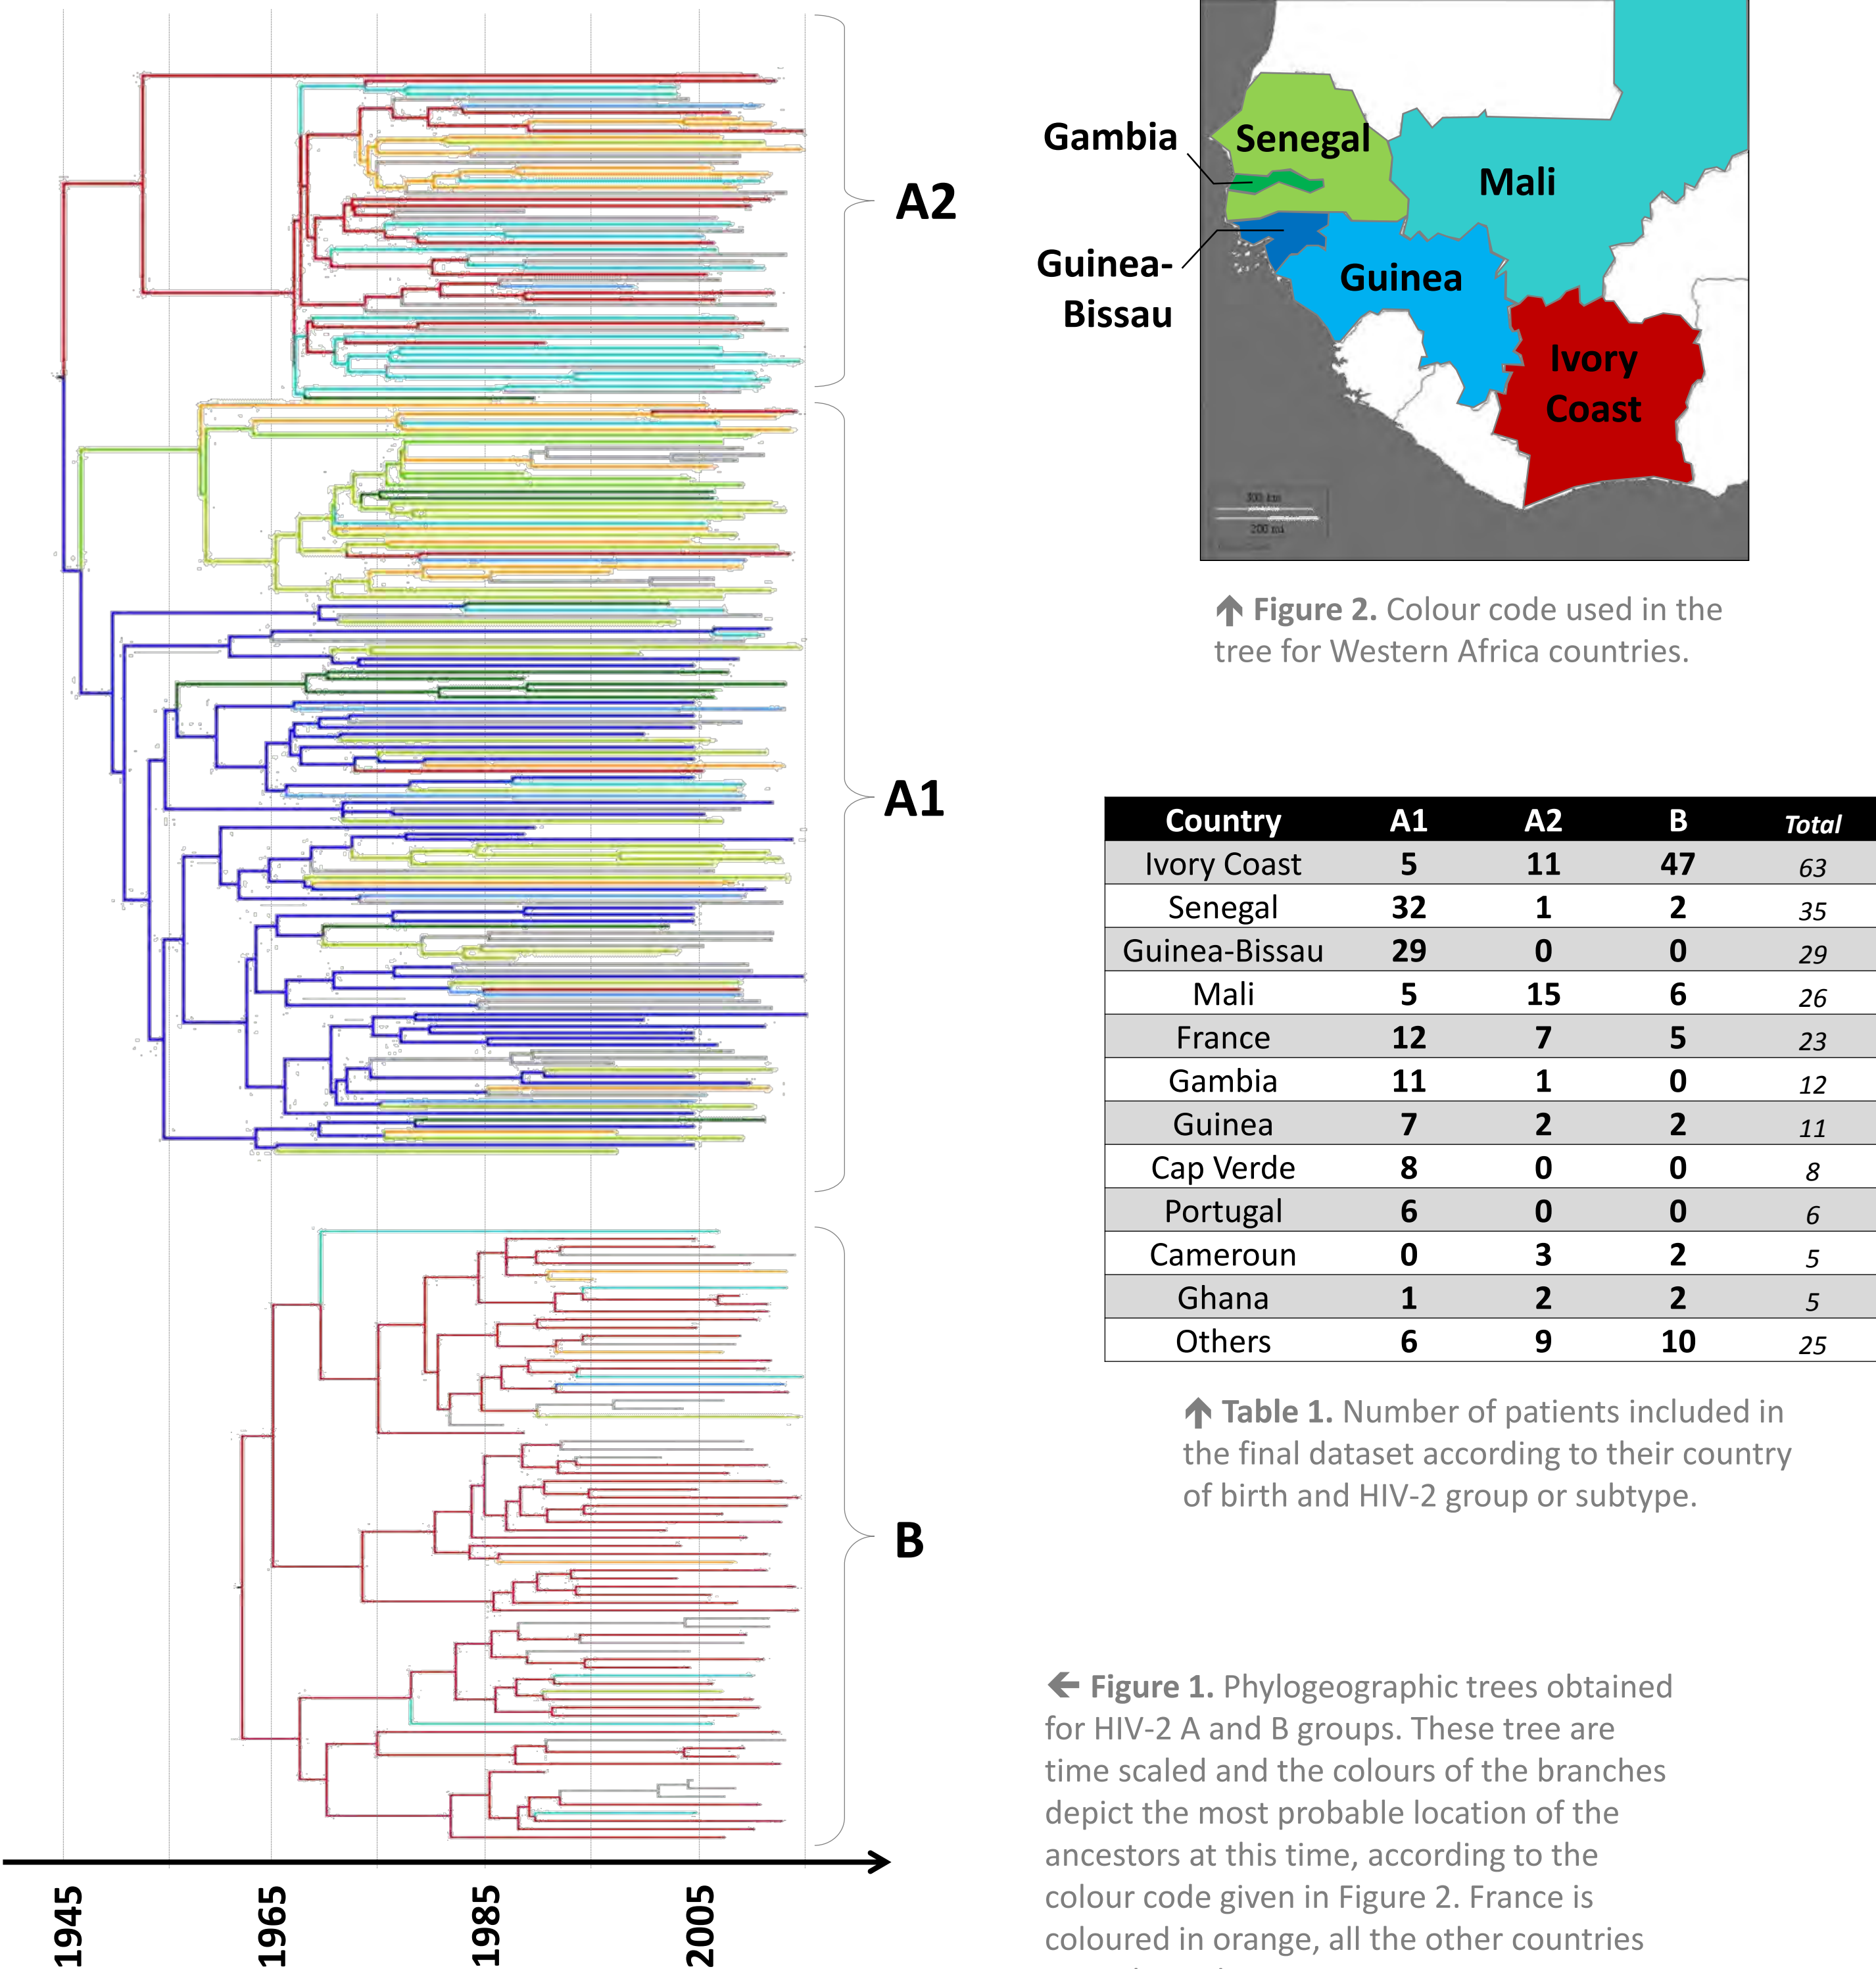 A2
A1
B
1945
1965
1985
2005
Gambia
Senegal
Mali
Guinea-
Bissau
Guinea
Ivory
Coast
300 km
200 mi
🡹 Figure 2. Colour code used in the
tree for Western Africa countries.
Country A1 A2 B Total
Ivory Coast 5 11 47 63
Senegal 32 1 2 35
Guinea-Bissau 29 0 0 29
Mali 5 15 6 26
France 12 7 5 23
Gambia 11 1 0 12
Guinea 7 2 2 11
Cap Verde 8 0 0 8
Portugal 6 0 0 6
Cameroun 0 3 2 5
Ghana 1 2 2 5
Others 6 9 10 25
🡹 Table 1. Number of patients included in
the final dataset according to their country
of birth and HIV-2 group or subtype.
🡸 Figure 1. Phylogeographic trees obtained
for HIV-2 A and B groups. These tree are
time scaled and the colours of the branches
depict the most probable location of the
ancestors at this time, according to the
colour code given in Figure 2. France is
coloured in orange, all the other countries